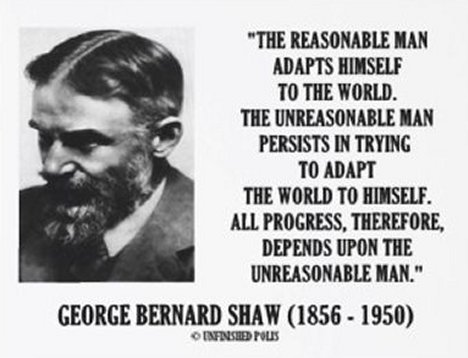 "THE REASONABLE MAN
ADAPTS HIMSELF
TO THE WORLD.
THE UNREASONABLE MAN
PERSISTS IN TRYING
TO ADAPT
THE WORLD TO HIMSELF.
ALL PROGRESS, THEREFORE,
DEPENDS UPON THE
UNREASONABLE MAN."
GEORGE BERNARD SHAW (1856 - 1950)
© UNFINISHED POLIS